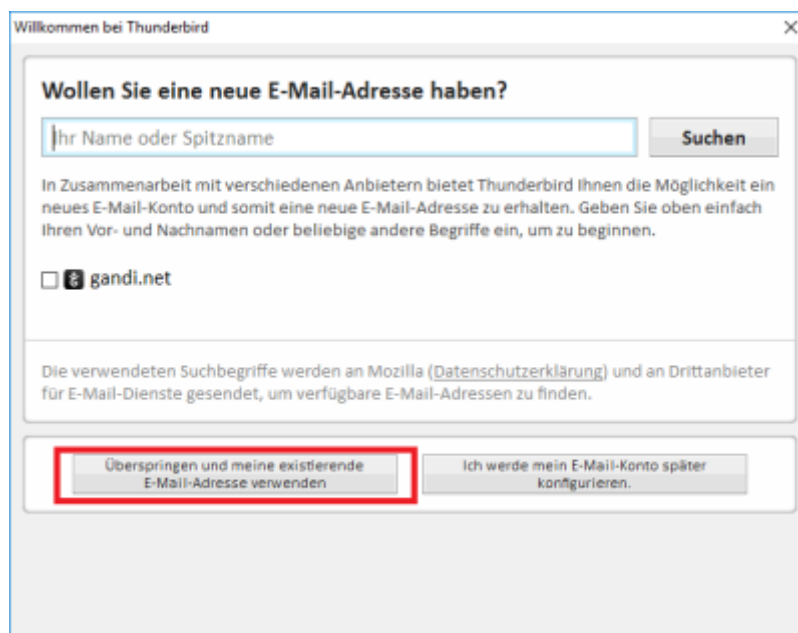 Willkommen bei Thunderbird
Wollen Sie eine neue E-Mail-Adresse haben?
Ihr Name oder Spitzname
Suchen
In Zusammenarbeit mit verschiedenen Anbietern bietet Thunderbird Ihnen die Möglichkeit ein
neues E-Mail-Konto und somit eine neue E-Mail-Adresse zu erhalten. Geben Sie oben einfach
Ihren Vor- und Nachnamen oder beliebige andere Begriffe ein, um zu beginnen.
gandi.net
Die verwendeten Suchbegriffe werden an Mozilla (Datenschutzerklärung) und an Drittanbieter
für E-Mail-Dienste gesendet, um verfügbare E-Mail-Adressen zu finden.
Überspringen und meine existierende
E-Mail-Adresse verwenden
Ich werde mein E-Mail-Konto später
konfigurieren.